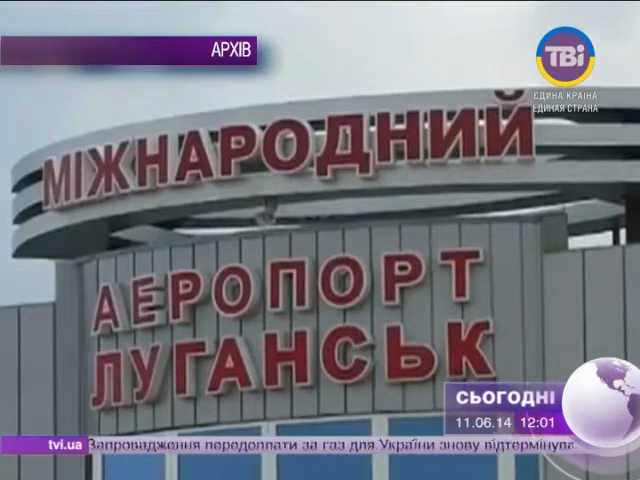 АРХІВ
ТВі
ЄДИНА КРАЇНА
ЕДИНАЯ СТРАНА
МІЖНАРОДНИЙ
АЕРОПОРТ
ЛУГАНСЬК
СЬОГОДНІ
11.06.14 12:01
tvi.ua Запровадження передоплати за газ для України знову відтермінува